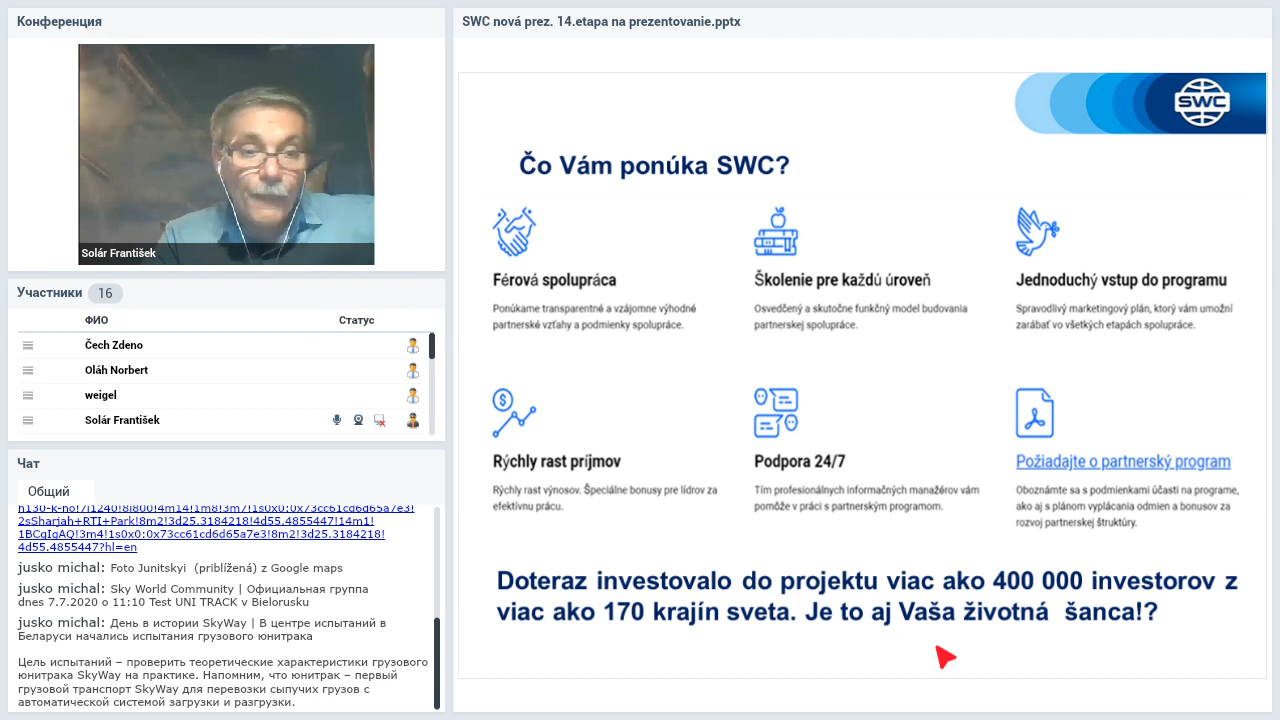 Конференция
Solár František
Участники 16
ФИО Статус
Čech Zdeno
Oláh Norbert
weigel
Solár František
Чат
Общий
h130-k-no!7i1240!8i800!4m14!1m8!3m7!1s0x0:0x73cc61cd6d65a7e3!
2sSharjah+RTI+Park!8m2!3d25.3184218!4d55.4855447!14m1!
1BCgIgAQ!3m4!1s0x0:0x73cc61cd6d65a7e3!8m2!3d25.3184218!
4d55.4855447?hl=en
jusko michal: Foto Junitskyi (priblížená) z Google maps
jusko michal: Sky World Community | Официальная группа
dnes 7.7.2020 o 11:10 Test UNI TRACK v Bielorusku
jusko michal: День в истории SkyWay | В центре испытаний в
Беларуси начались испытания грузового юнитрака
Цель испытаний – проверить теоретические характеристики грузового
юнитрака SkyWay на практике. Напомним, что юнитрак – первый
грузовой транспорт SkyWay для перевозки сыпучих грузов с
автоматической системой загрузки и разгрузки.
SWC nová prez. 14.etapa na prezentovanie.pptx
SWC
Čo Vám ponúka SWC?
Férová spolupráca
Ponúkame transparentné a vzájomne výhodné
partnerské vzťahy a podmienky spolupráce.
Školenie pre každú úroveň
Osvedčený a skutočne funkčný model budovania
partnerskej spolupráce.
Jednoduchý vstup do programu
Spravodlivý marketingový plán, ktorý vám umožní
zarábať vo všetkých etapách spolupráce.
Rýchly rast príjmov
Rýchly rast výnosov. Špeciálne bonusy pre lídrov za
efektívnu prácu.
Podpora 24/7
Tím profesionálnych informačných manažérov vám
pomôže v práci s partnerským programom.
Požiadajte o partnerský program
Oboznámte sa s podmienkami účasti na programe,
ako aj s plánom vyplácania odmien a bonusov za
rozvoj partnerskej štruktúry.
Doteraz investovalo do projektu viac ako 400 000 investorov z
viac ako 170 krajín sveta. Je to aj Vaša životná šanca!?